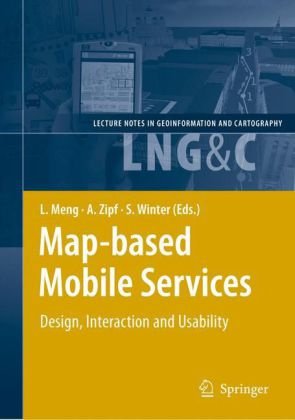 LECTURE NOTES IN GEOINFORMATION AND CARTOGRAPHY
LNG&C
L. Meng · A. Zipf · S. Winter (Eds.)
Map-based
Mobile Services
Design, Interaction and Usability
Springer